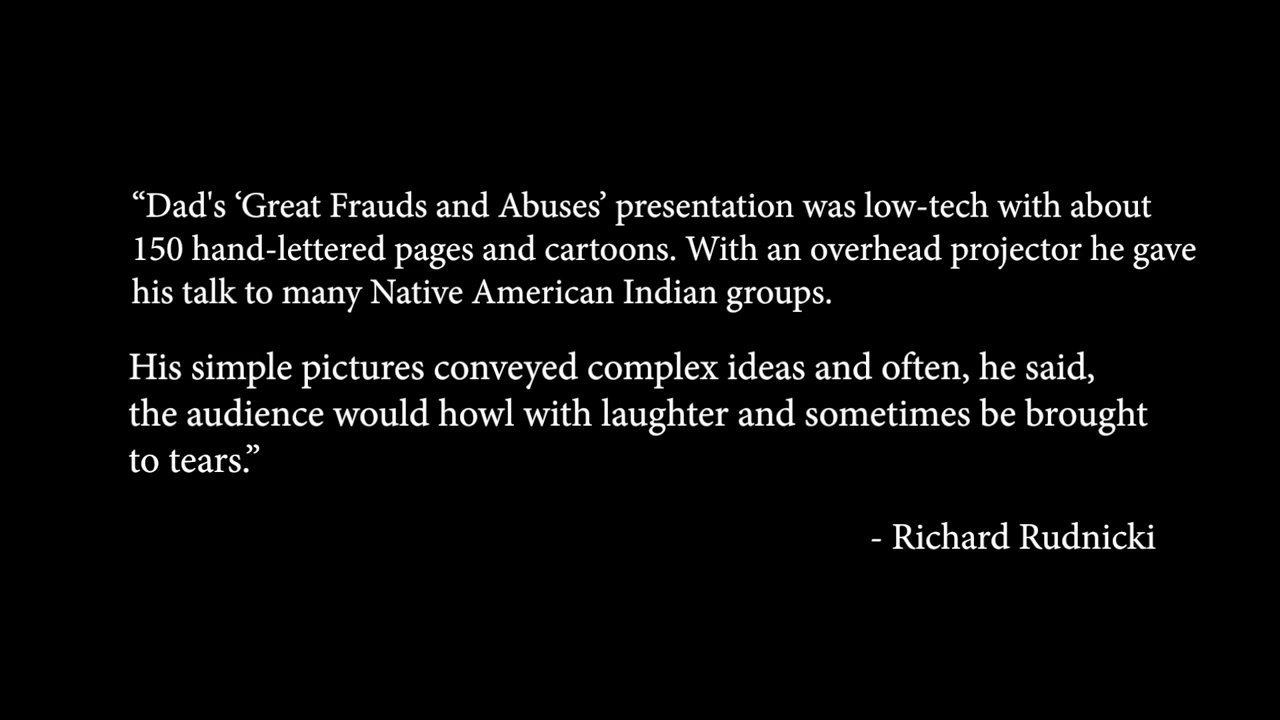 “Dad's ‘Great Frauds and Abuses’ presentation was low-tech with about
150 hand-lettered pages and cartoons. With an overhead projector he gave
his talk to many Native American Indian groups.
His simple pictures conveyed complex ideas and often, he said,
the audience would howl with laughter and sometimes be brought
to tears.”
- Richard Rudnicki